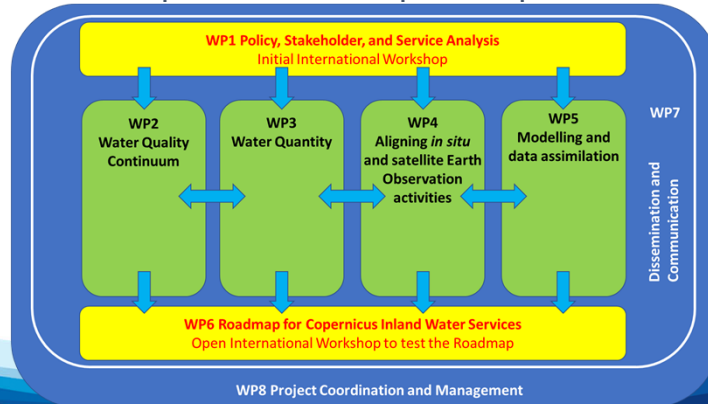 WP1 Policy, Stakeholder, and Service Analysis
Initial International Workshop
WP2
Water Quality
Continuum
WP3
Water Quantity
WP4
Aligning in situ
and satellite Earth
Observation
activities
WP5
Modelling and
data assimilation
WP7
Dissemination and
Communication
WP6 Roadmap for Copernicus Inland Water Services
Open International Workshop to test the Roadmap
WP8 Project Coordination and Management